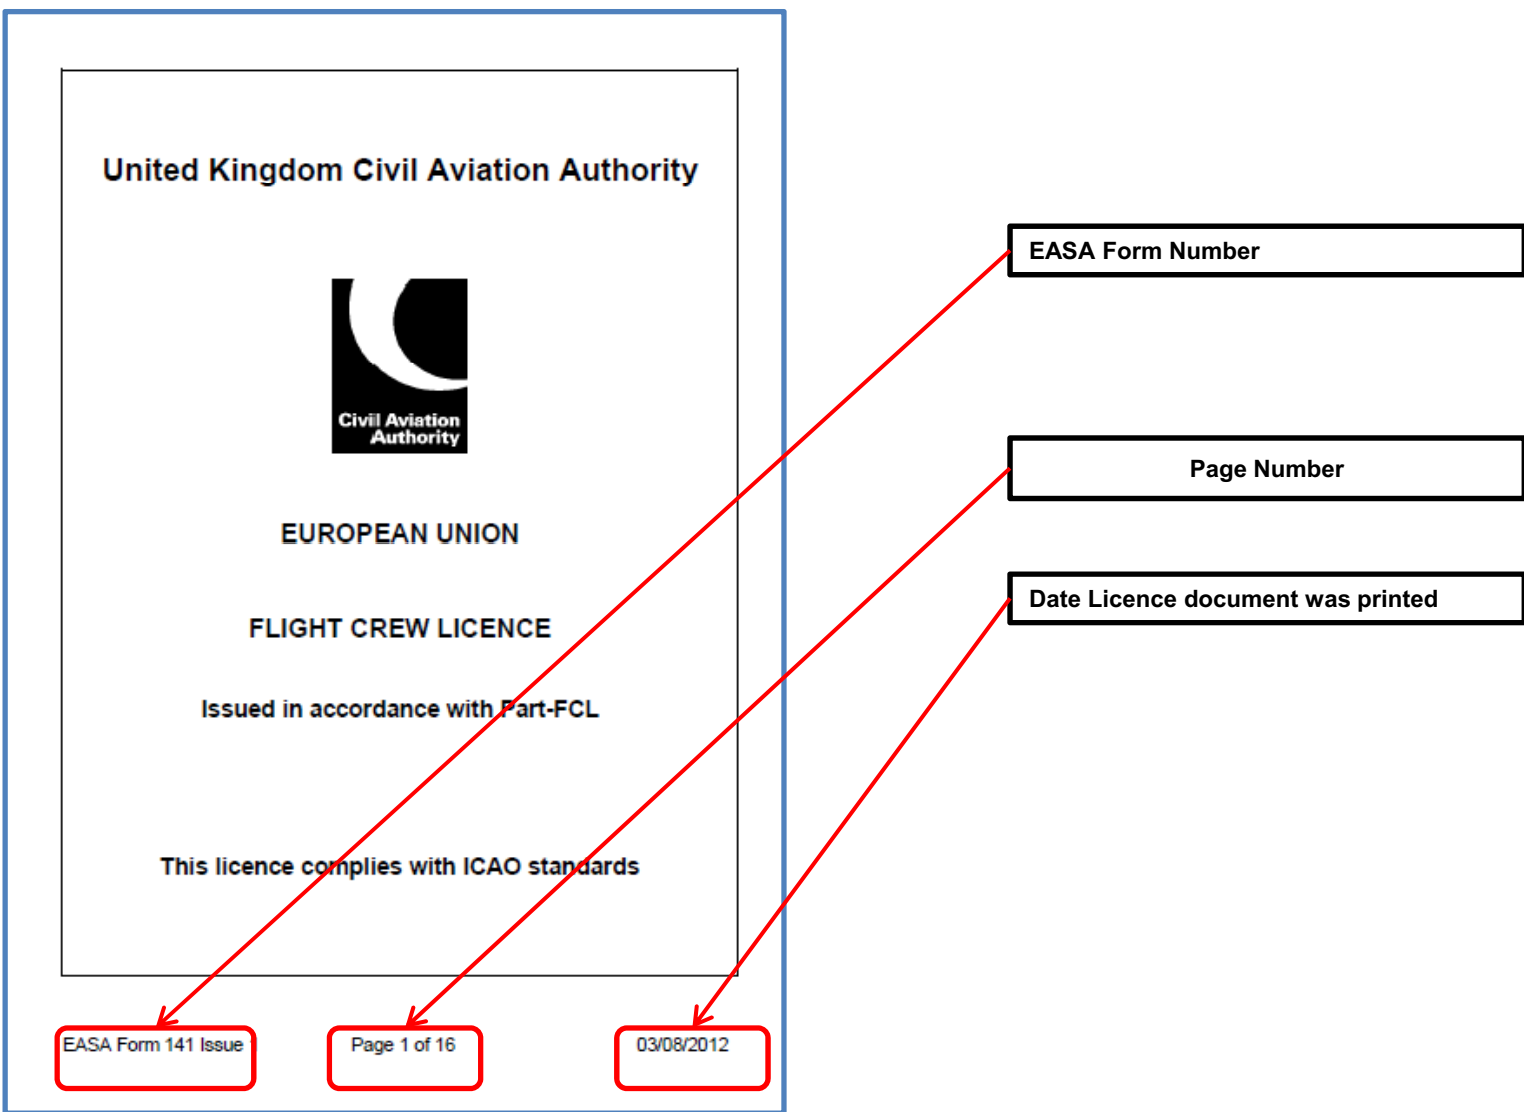 United Kingdom Civil Aviation Authority
Civil Aviation
Authority
EUROPEAN UNION
FLIGHT CREW LICENCE
Issued in accordance with Part-FCL
This licence complies with ICAO standards
EASA Form 141 Issue 1
Page 1 of 16
03/08/2012
EASA Form Number
Page Number
Date Licence document was printed